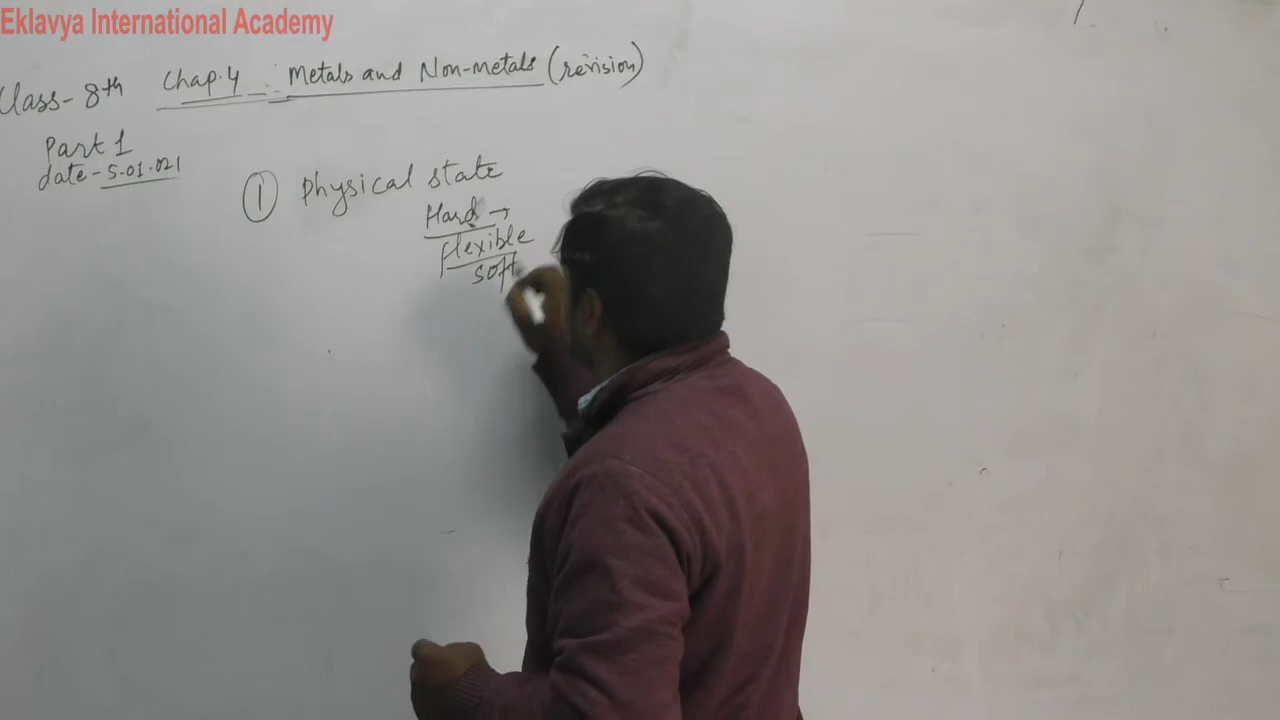 Eklavya International Academy
Class- 8th Chap. 4 : Metals and Non-metals (revision)
Part 1
date - 5.01.021
① Physical state
Hard →
flexible
soft